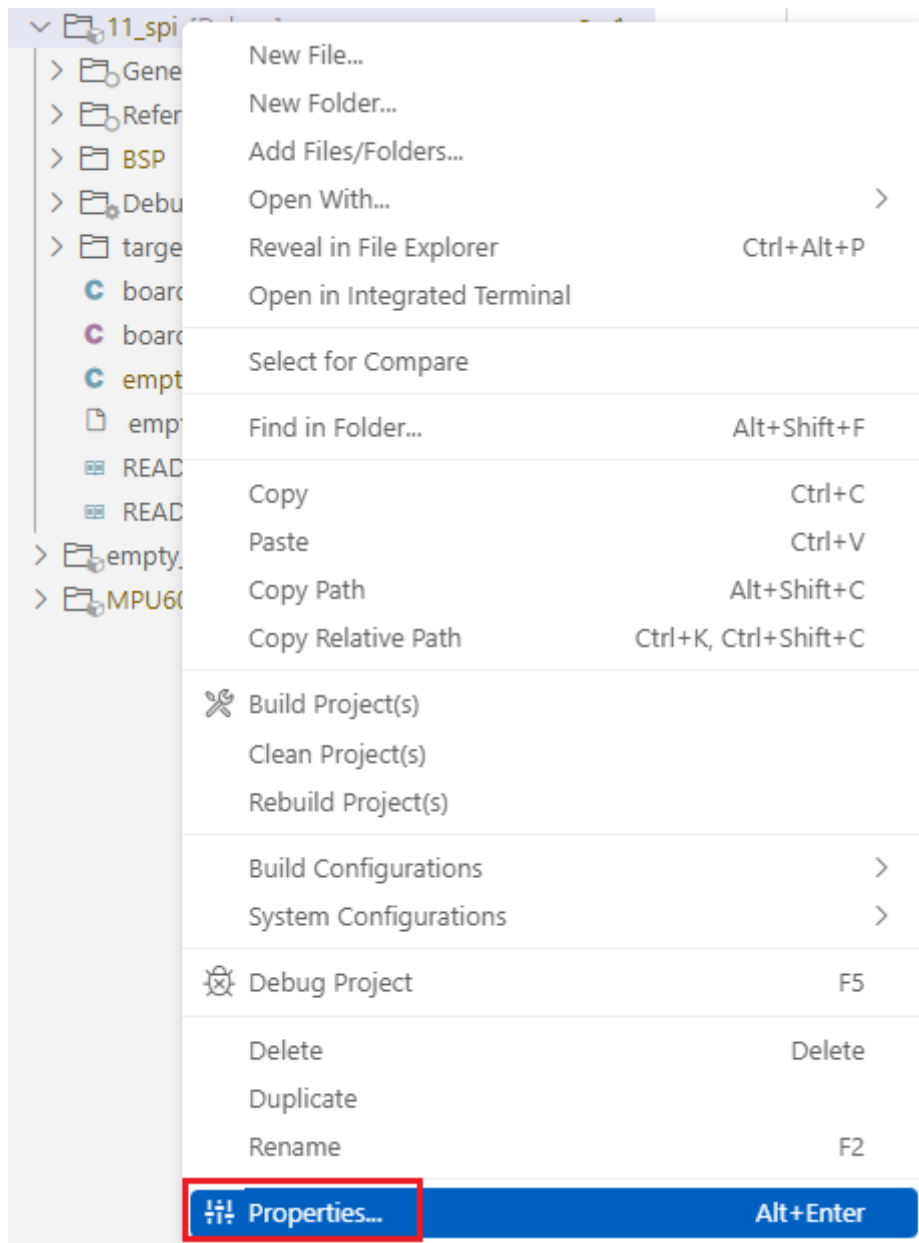 11_spi
Gene
Refer
BSP
Debu
targe
board
board
empt
emp
READ
READ
empty_
MPU60
New File...
New Folder...
Add Files/Folders...
Open With...
Reveal in File Explorer Ctrl+Alt+P
Open in Integrated Terminal
Select for Compare
Find in Folder... Alt+Shift+F
Copy Ctrl+C
Paste Ctrl+V
Copy Path Alt+Shift+C
Copy Relative Path Ctrl+K, Ctrl+Shift+C
Build Project(s)
Clean Project(s)
Rebuild Project(s)
Build Configurations
System Configurations
Debug Project F5
Delete Delete
Duplicate
Rename F2
Properties... Alt+Enter